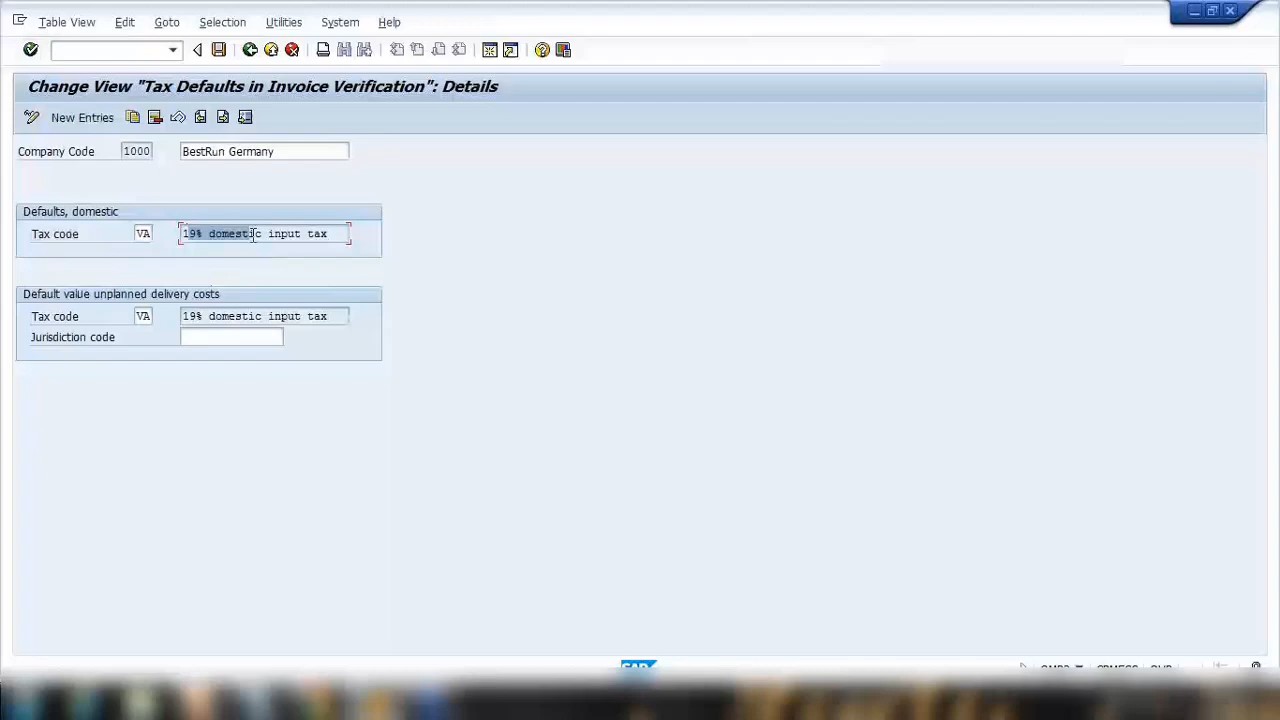 Table View Edit Goto Selection Utilities System Help
Change View "Tax Defaults in Invoice Verification": Details
New Entries
Company Code 1000 BestRun Germany
Defaults, domestic
Tax code VA 19% domestic input tax
Default value unplanned delivery costs
Tax code VA 19% domestic input tax
Jurisdiction code
SAP